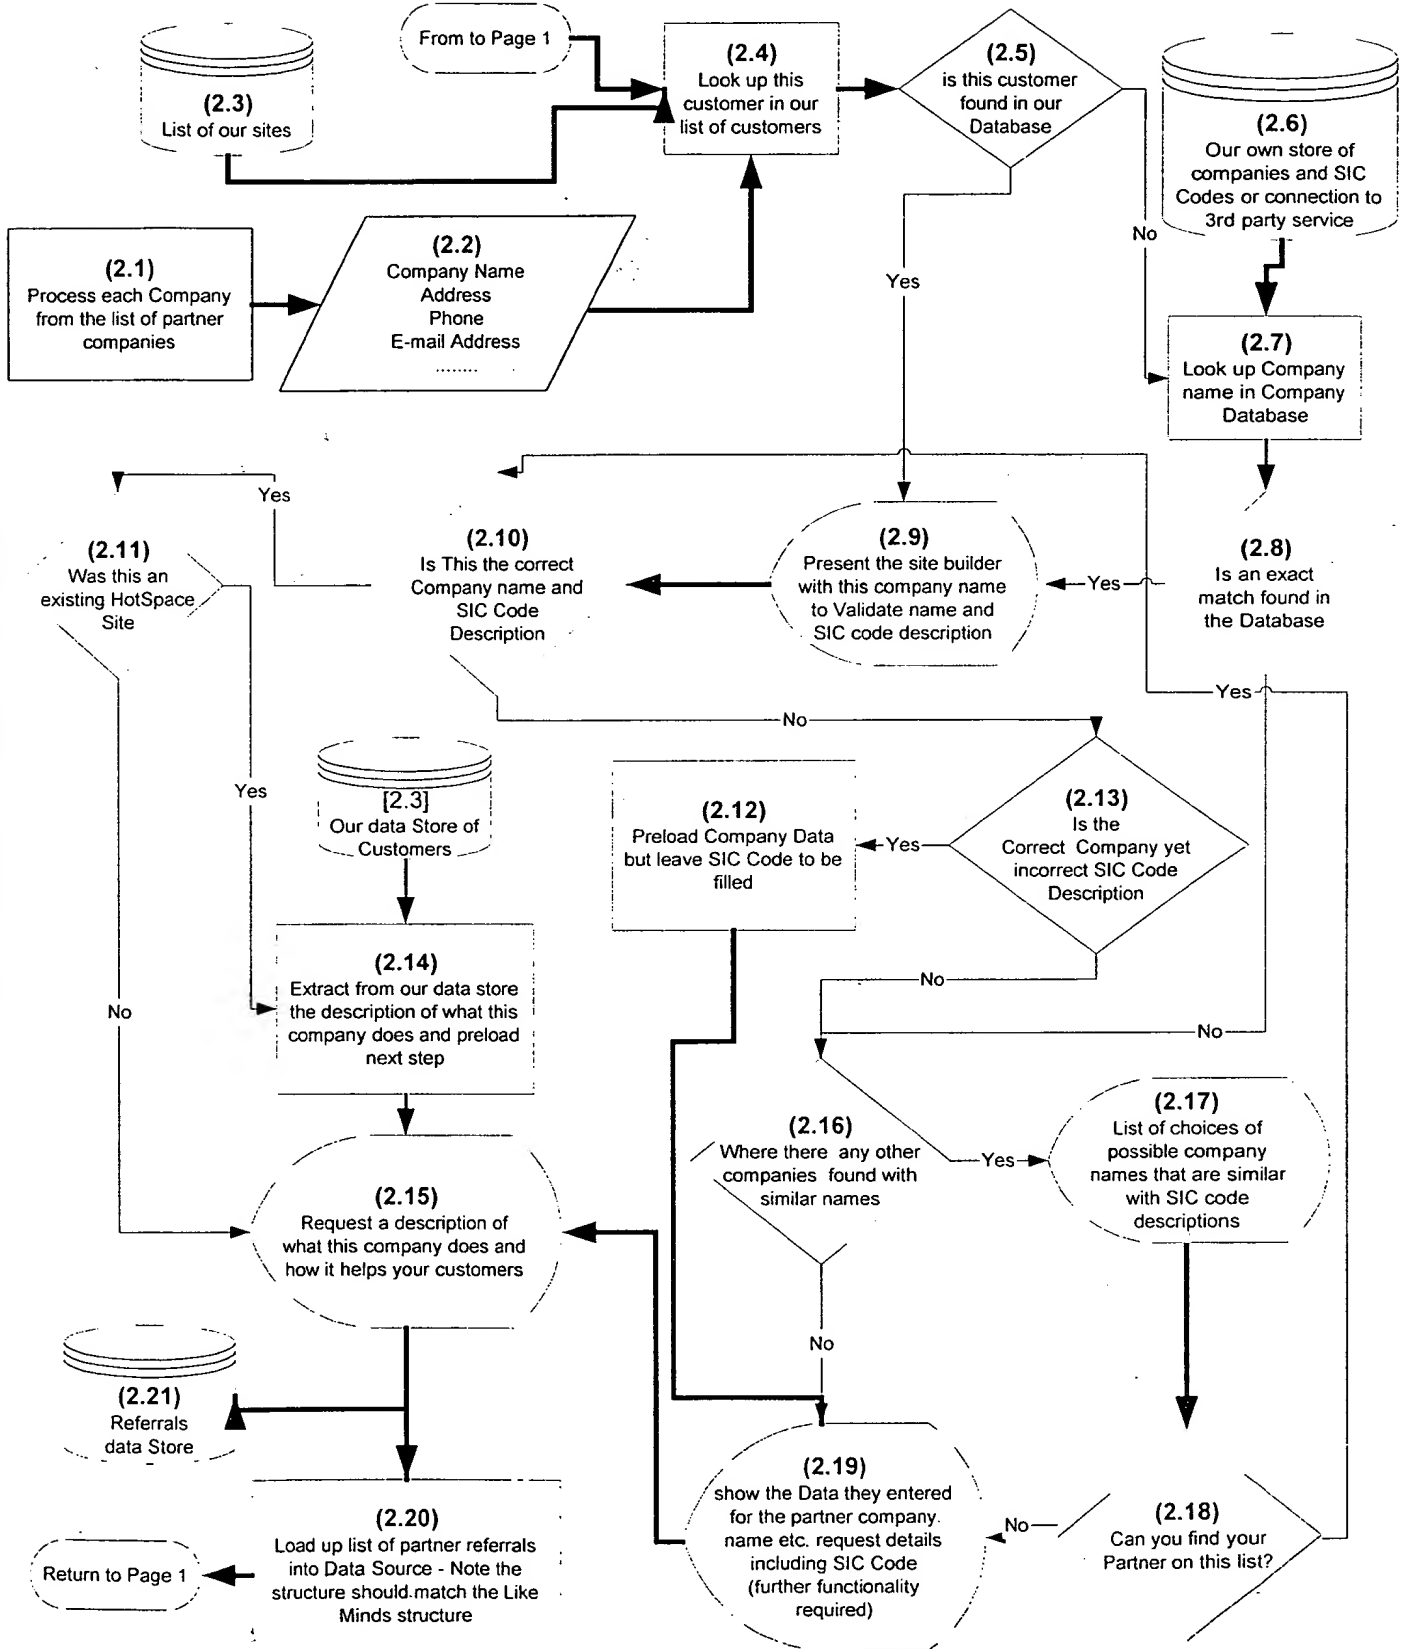 From to Page 1
(2.3)
List of our sites
(2.4)
Look up this
customer in our
list of customers
(2.5)
is this customer
found in our
Database
(2.6)
Our own store of
companies and SIC
Codes or connection to
3rd party service
(2.1)
Process each Company
from the list of partner
companies
(2.2)
Company Name
Address
Phone
E-mail Address
........
Yes
No
(2.7)
Look up Company
name in Company
Database
Yes
(2.11)
Was this an
existing HotSpace
Site
(2.10)
Is This the correct
Company name and
SIC Code
Description
(2.9)
Present the site builder
with this company name
to Validate name and
SIC code description
Yes
(2.8)
Is an exact
match found in
the Database
Yes
No
[2.3]
Our data Store of
Customers
Yes
(2.12)
Preload Company Data
but leave SIC Code to be
filled
Yes
(2.13)
Is the
Correct Company yet
incorrect SIC Code
Description
No
(2.14)
Extract from our data store
the description of what this
company does and preload
next step
No
No
(2.16)
Where there any other
companies found with
similar names
Yes
(2.17)
List of choices of
possible company
names that are similar
with SIC code
descriptions
(2.15)
Request a description of
what this company does and
how it helps your customers
No
(2.21)
Referrals
data Store
(2.20)
Load up list of partner referrals
into Data Source - Note the
structure should match the Like
Minds structure
Return to Page 1
(2.19)
show the Data they entered
for the partner company.
name etc. request details
including SIC Code
(further functionality
required)
No
(2.18)
Can you find your
Partner on this list?